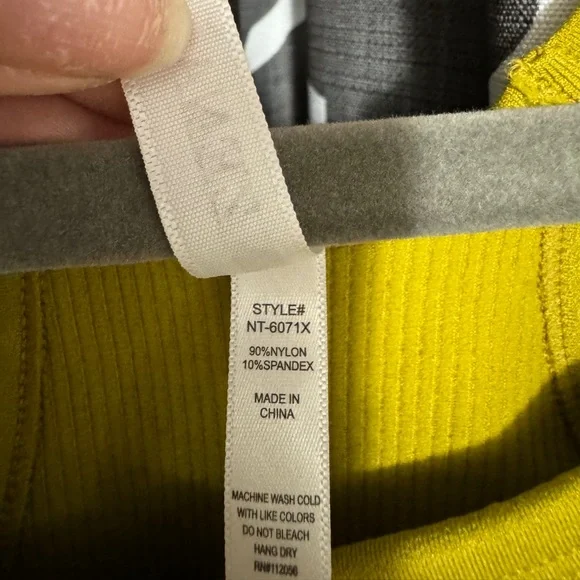 STYLE#
NT-6071X
90%NYLON
10%SPANDEX
MADE IN
CHINA
MACHINE WASH COLD
WITH LIKE COLORS
DO NOT BLEACH
HANG DRY
RN#112056